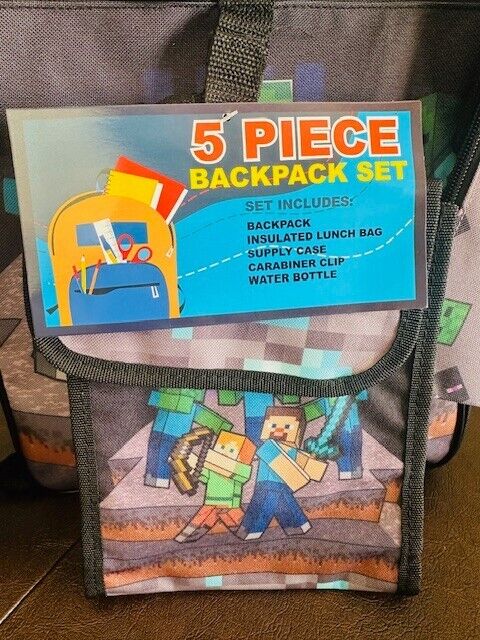 5 PIECE
BACKPACK SET
SET INCLUDES:
BACKPACK
INSULATED LUNCH BAG
SUPPLY CASE
CARABINER CLIP
WATER BOTTLE